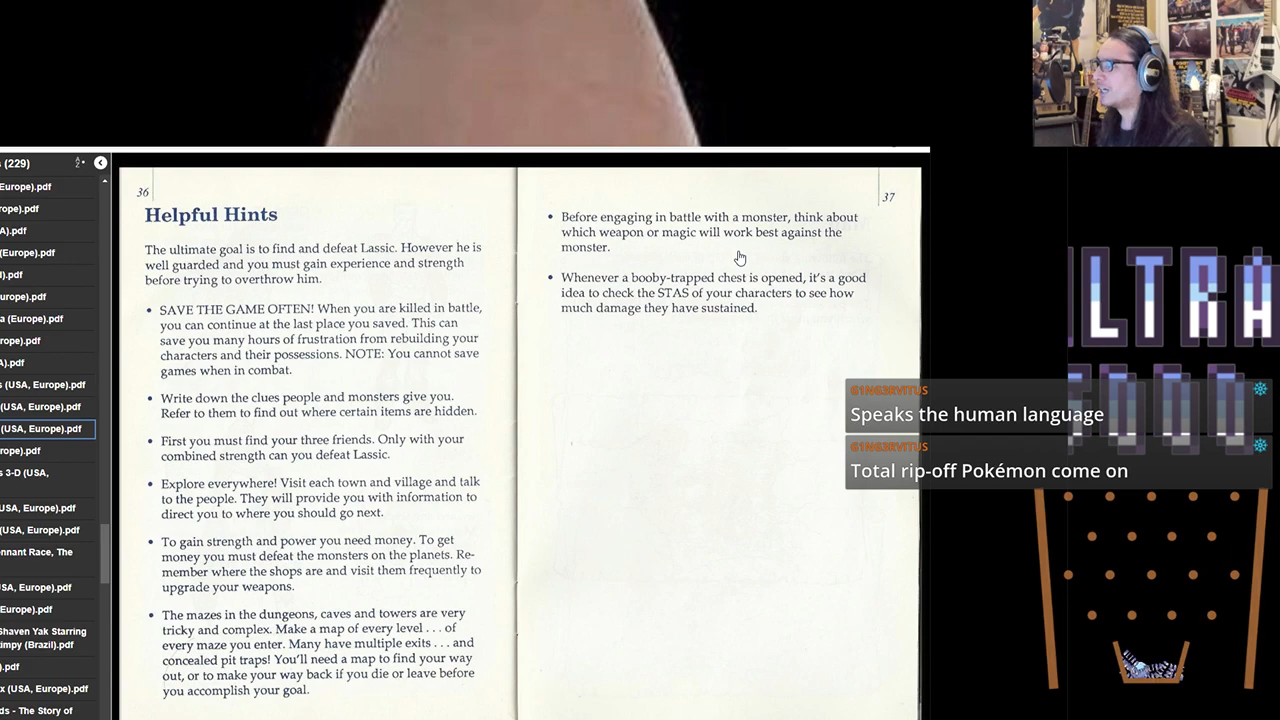 s (229)
Europe).pdf
rope).pdf
A).pdf
(Europe).pdf
l).pdf
urope).pdf
a (Europe).pdf
rope).pdf
A).pdf
s (USA, Europe).pdf
(USA, Europe).pdf
(USA, Europe).pdf
rope).pdf
s 3-D (USA,
USA, Europe).pdf
(USA, Europe).pdf
ennant Race, The
USA, Europe).pdf
Europe).pdf
Shaven Yak Starring
impy (Brazil).pdf
).pdf
x (USA, Europe).pdf
ds - The Story of
36
Helpful Hints
The ultimate goal is to find and defeat Lassic. However he is
well guarded and you must gain experience and strength
before trying to overthrow him.
• SAVE THE GAME OFTEN! When you are killed in battle,
you can continue at the last place you saved. This can
save you many hours of frustration from rebuilding your
characters and their possessions. NOTE: You cannot save
games when in combat.
• Write down the clues people and monsters give you.
Refer to them to find out where certain items are hidden.
• First you must find your three friends. Only with your
combined strength can you defeat Lassic.
• Explore everywhere! Visit each town and village and talk
to the people. They will provide you with information to
direct you to where you should go next.
• To gain strength and power you need money. To get
money you must defeat the monsters on the planets. Re-
member where the shops are and visit them frequently to
upgrade your weapons.
• The mazes in the dungeons, caves and towers are very
tricky and complex. Make a map of every level . . . of
every maze you enter. Many have multiple exits . . . and
concealed pit traps! You'll need a map to find your way
out, or to make your way back if you die or leave before
you accomplish your goal.
37
• Before engaging in battle with a monster, think about
which weapon or magic will work best against the
monster.
• Whenever a booby-trapped chest is opened, it's a good
idea to check the STAS of your characters to see how
much damage they have sustained.
LTRA
G1NG3RVITUS
Speaks the human language
G1NG3RVITUS
Total rip-off Pokémon come on